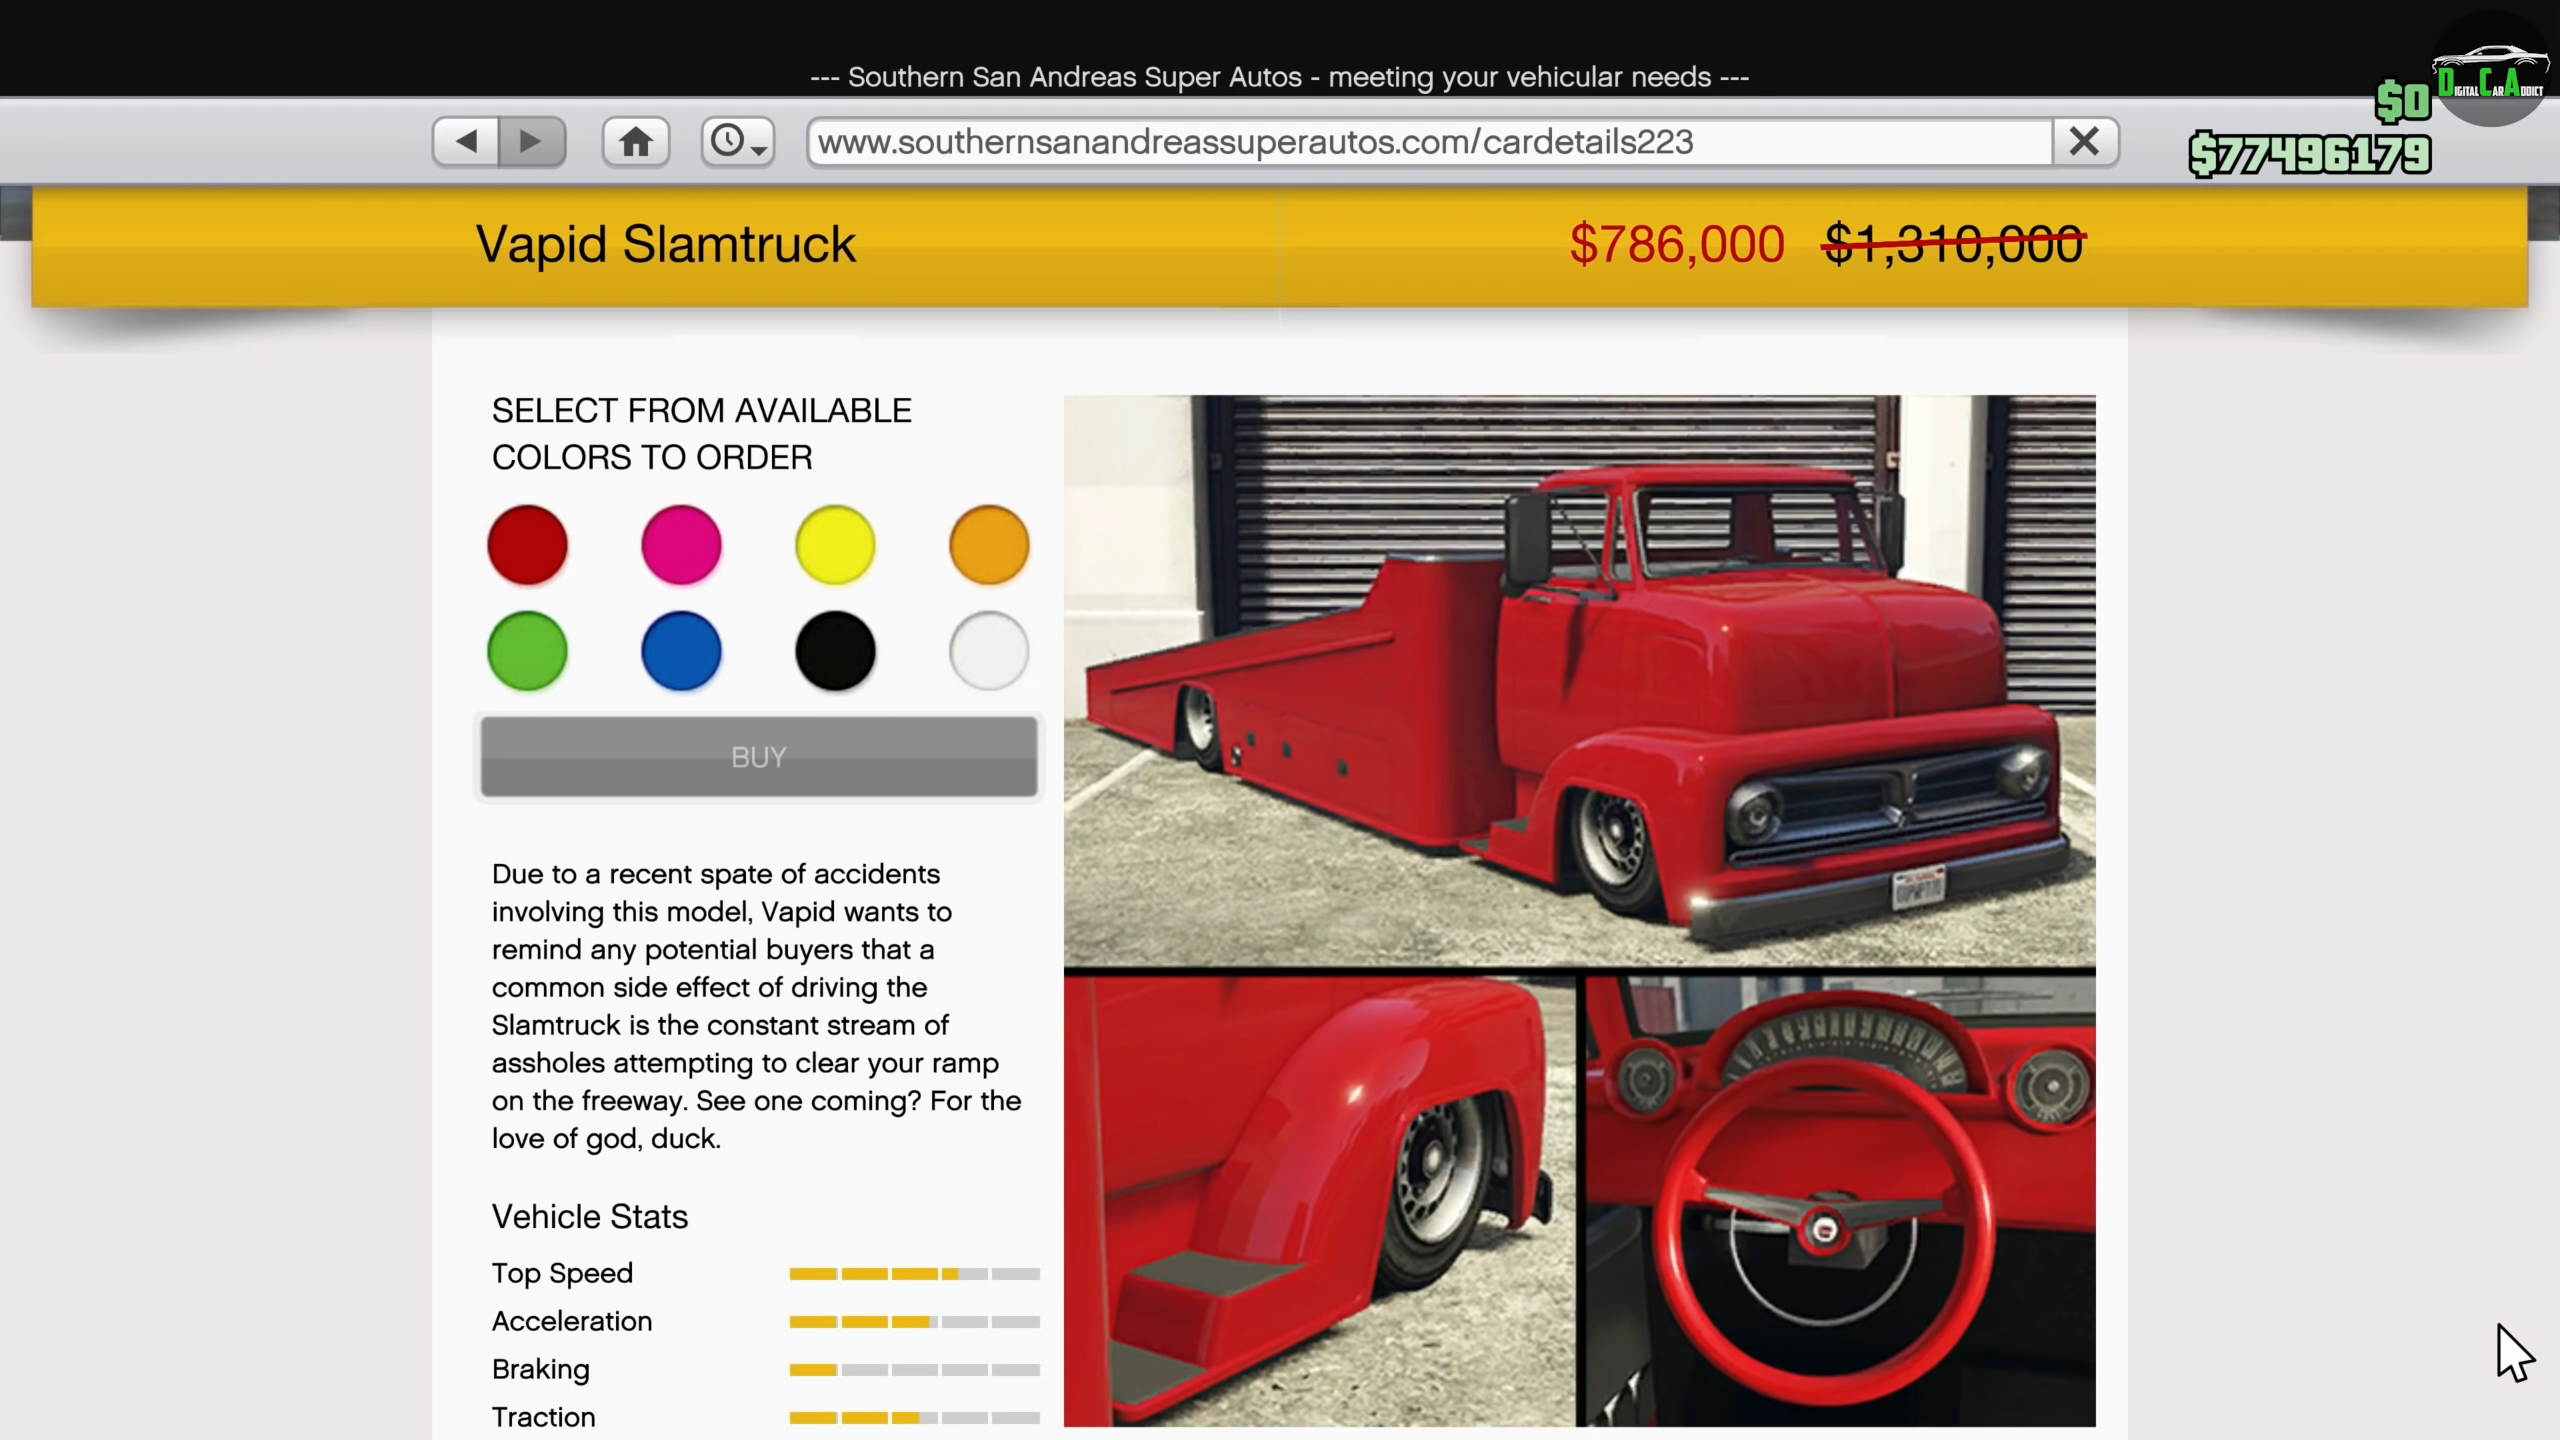 --- Southern San Andreas Super Autos - meeting your vehicular needs ---
DIGITALCARADDICT
$0
www.southernsanandreassuperautos.com/cardetails223
$77496179
Vapid Slamtruck
$786,000 $1,310,000
SELECT FROM AVAILABLE
COLORS TO ORDER
BUY
Due to a recent spate of accidents
involving this model, Vapid wants to
remind any potential buyers that a
common side effect of driving the
Slamtruck is the constant stream of
assholes attempting to clear your ramp
on the freeway. See one coming? For the
love of god, duck.
Vehicle Stats
Top Speed
Acceleration
Braking
Traction